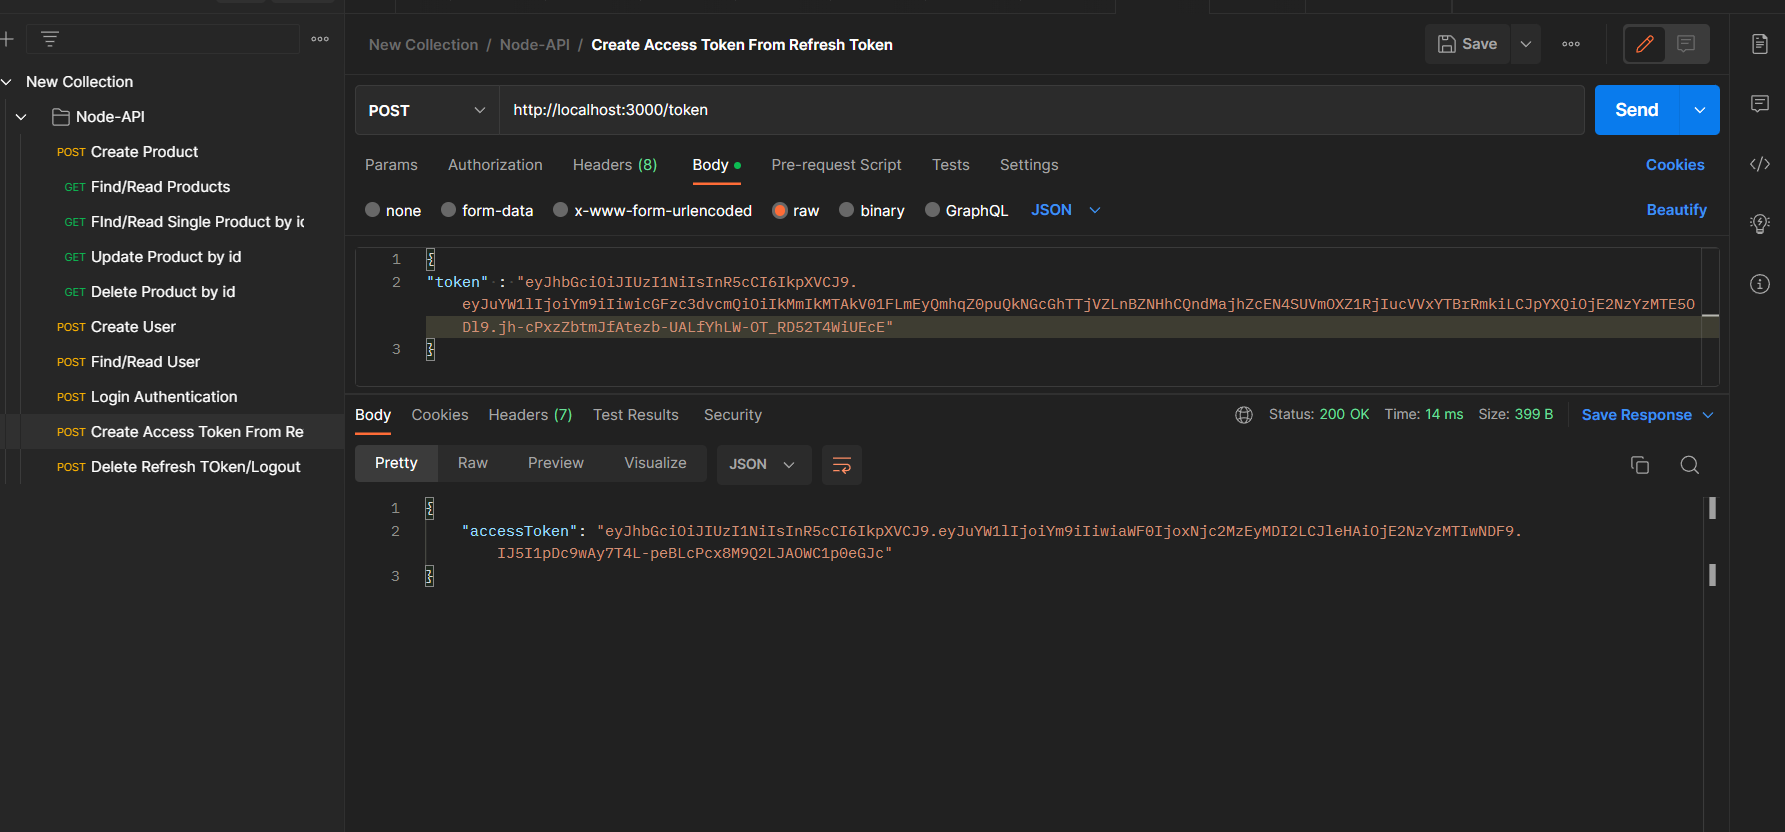 New Collection
Node-API
POST Create Product
GET Find/Read Products
GET FInd/Read Single Product by id
GET Update Product by id
GET Delete Product by id
POST Create User
POST Find/Read User
POST Login Authentication
POST Create Access Token From Re
POST Delete Refresh TOken/Logout
New Collection / Node-API / Create Access Token From Refresh Token
Save
POST http://localhost:3000/token
Send
Params Authorization Headers (8) Body Pre-request Script Tests Settings Cookies
none form-data x-www-form-urlencoded raw binary GraphQL JSON Beautify
1 {
2 "token" : "eyJhbGciOiJIUzI1NiIsInR5cCI6IkpXVCJ9.
eyJuYW1lIjoiYm9iIiwicGFzc3dvcmQiOiIkMmIkMTAkV01FLmEyQmhqZ0puQkNGcGhTTjVZLnBZNHhCQndMajhZcEN4SUVmOXZ1RjIucVVxYTBrRmkiLCJpYXQiOjE2NzYzMTE5O
Dl9.jh-cPxzZbtmJfAtezb-UALfYhLW-OT_RD52T4WiUEcE"
3 }
Body Cookies Headers (7) Test Results Security Status: 200 OK Time: 14 ms Size: 399 B Save Response
Pretty Raw Preview Visualize JSON
1 {
2 "accessToken": "eyJhbGciOiJIUzI1NiIsInR5cCI6IkpXVCJ9.eyJuYW1lIjoiYm9iIiwiaWF0IjoxNjc2MzEyMDI2LCJleHAiOjE2NzYzMTIwNDF9.
IJ5I1pDc9wAy7T4L-peBLcPcx8M9Q2LJAOWC1p0eGJc"
3 }